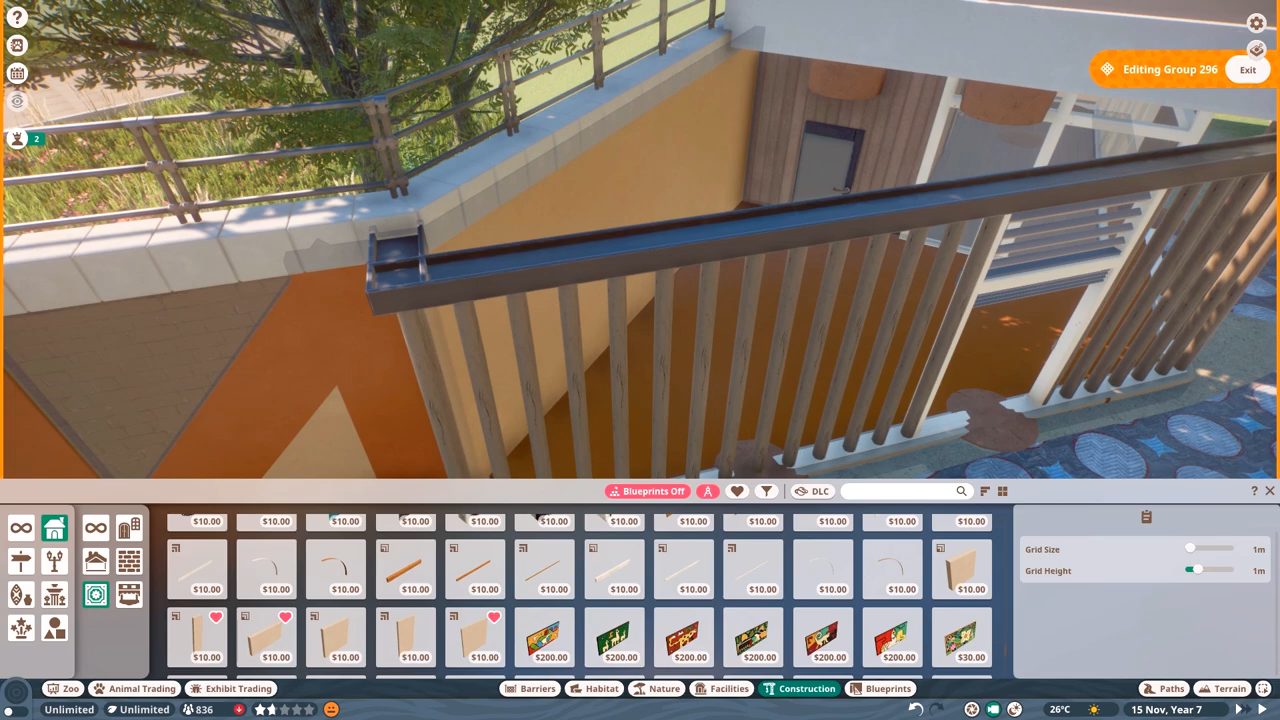 ?
Editing Group 296
Exit
2
Blueprints Off
DLC
?
$10.00 $10.00 $10.00 $10.00 $10.00 $10.00 $10.00 $10.00 $10.00 $10.00 $10.00 $10.00
$10.00 $10.00 $10.00 $10.00 $10.00 $10.00 $10.00 $10.00 $10.00 $10.00 $10.00 $10.00
$10.00 $10.00 $10.00 $10.00 $10.00 $200.00 $200.00 $200.00 $200.00 $200.00 $200.00 $30.00
Grid Size 1m
Grid Height 1m
Zoo Animal Trading Exhibit Trading Barriers Habitat Nature Facilities Construction Blueprints Paths Terrain
Unlimited Unlimited 836 26°C 15 Nov, Year 7